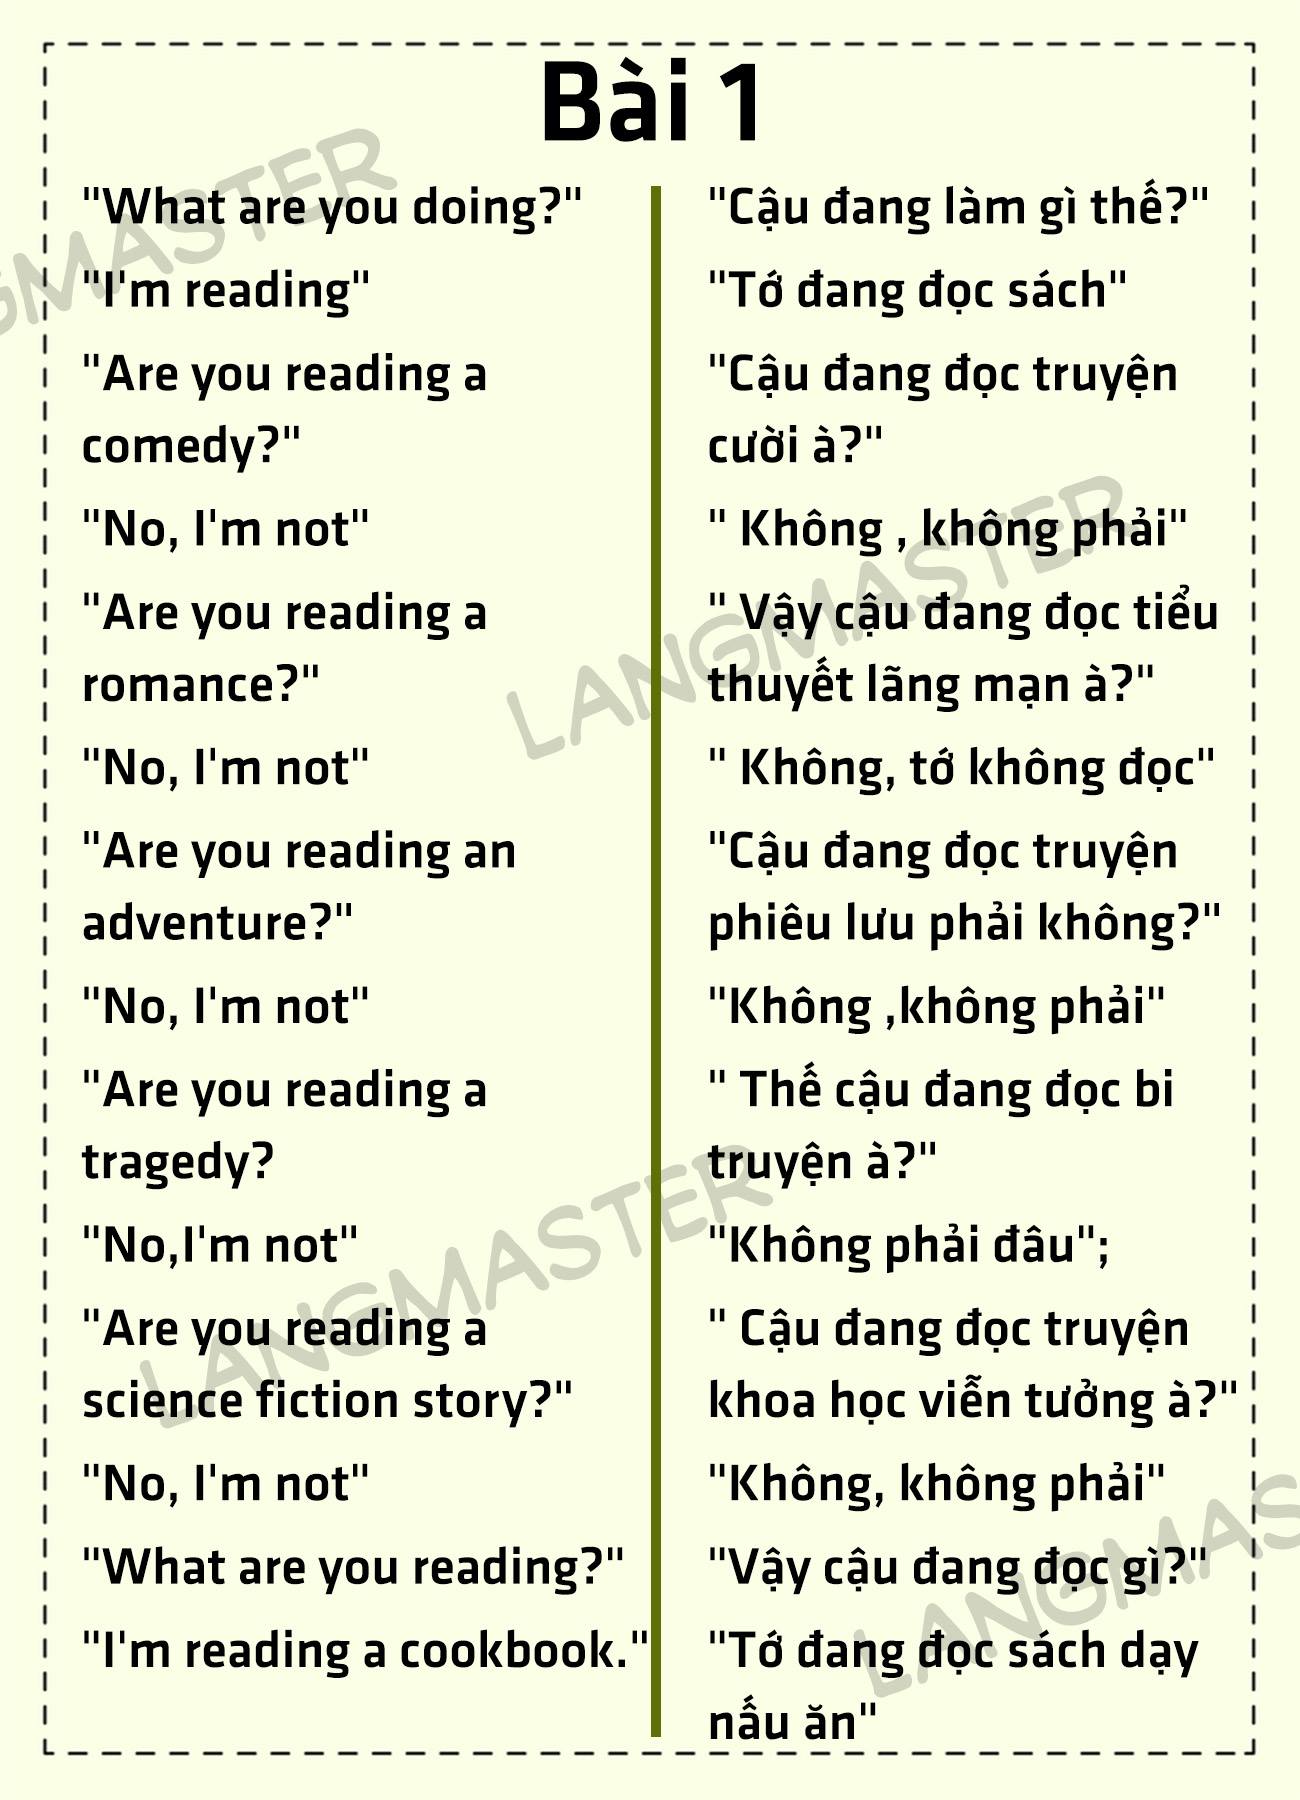 Bài 1
"What are you doing?"
"I'm reading"
"Are you reading a
comedy?"
"No, I'm not"
"Are you reading a
romance?"
"No, I'm not"
"Are you reading an
adventure?"
"No, I'm not"
"Are you reading a
tragedy?
"No,I'm not"
"Are you reading a
science fiction story?"
"No, I'm not"
"What are you reading?"
"I'm reading a cookbook."
"Cậu đang làm gì thế?"
"Tớ đang đọc sách"
"Cậu đang đọc truyện
cười à?"
" Không , không phải"
" Vậy cậu đang đọc tiểu
thuyết lãng mạn à?"
" Không, tớ không đọc"
"Cậu đang đọc truyện
phiêu lưu phải không?"
"Không ,không phải"
" Thế cậu đang đọc bi
truyện à?"
"Không phải đâu";
" Cậu đang đọc truyện
khoa học viễn tưởng à?"
"Không, không phải"
"Vậy cậu đang đọc gì?"
"Tớ đang đọc sách dạy
nấu ăn"
GMASTER
LANGMASTER
LANGMASTER
LANGMAS